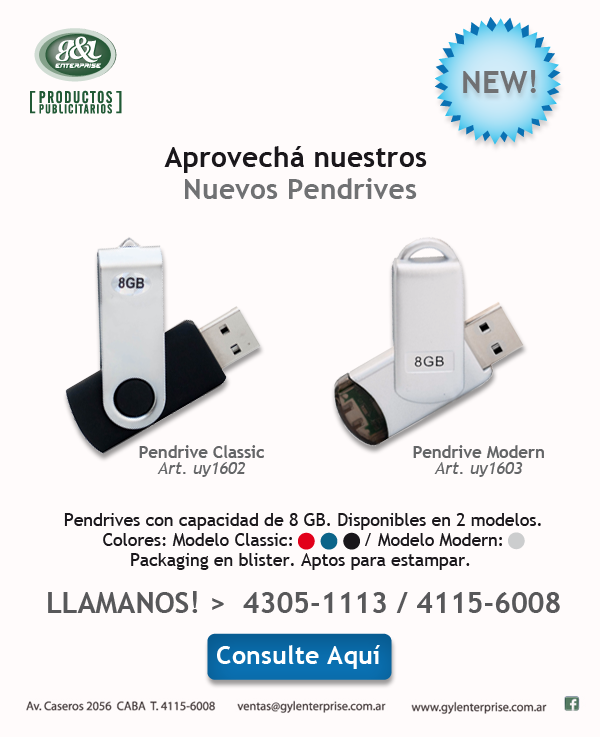 g&l
ENTERPRISE
[PRODUCTOS
PUBLICITARIOS]
NEW!
Aprovechá nuestros
Nuevos Pendrives
8GB
8GB
Pendrive Classic
Art. uy1602
Pendrive Modern
Art. uy1603
Pendrives con capacidad de 8 GB. Disponibles en 2 modelos.
Colores: Modelo Classic: / Modelo Modern:
Packaging en blister. Aptos para estampar.
LLAMANOS! > 4305-1113 / 4115-6008
Consulte Aquí
Av. Caseros 2056 CABA T. 4115-6008 ventas@gylenterprise.com.ar www.gylenterprise.com.ar f